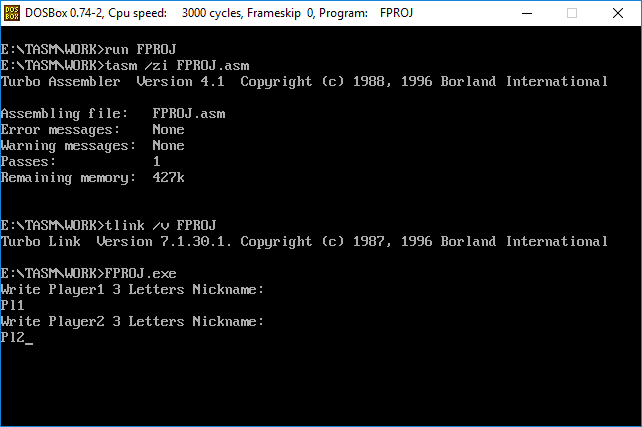 DOS
BOX
DOSBox 0.74-2, Cpu speed: 3000 cycles, Frameskip 0, Program: FPROJ
E:\TASM\WORK>run FPROJ
E:\TASM\WORK>tasm /zi FPROJ.asm
Turbo Assembler Version 4.1 Copyright (c) 1988, 1996 Borland International
Assembling file: FPROJ.asm
Error messages: None
Warning messages: None
Passes: 1
Remaining memory: 427k
E:\TASM\WORK>tlink /v FPROJ
Turbo Link Version 7.1.30.1. Copyright (c) 1987, 1996 Borland International
E:\TASM\WORK>FPROJ.exe
Write Player1 3 Letters Nickname:
Pl1
Write Player2 3 Letters Nickname:
Pl2_